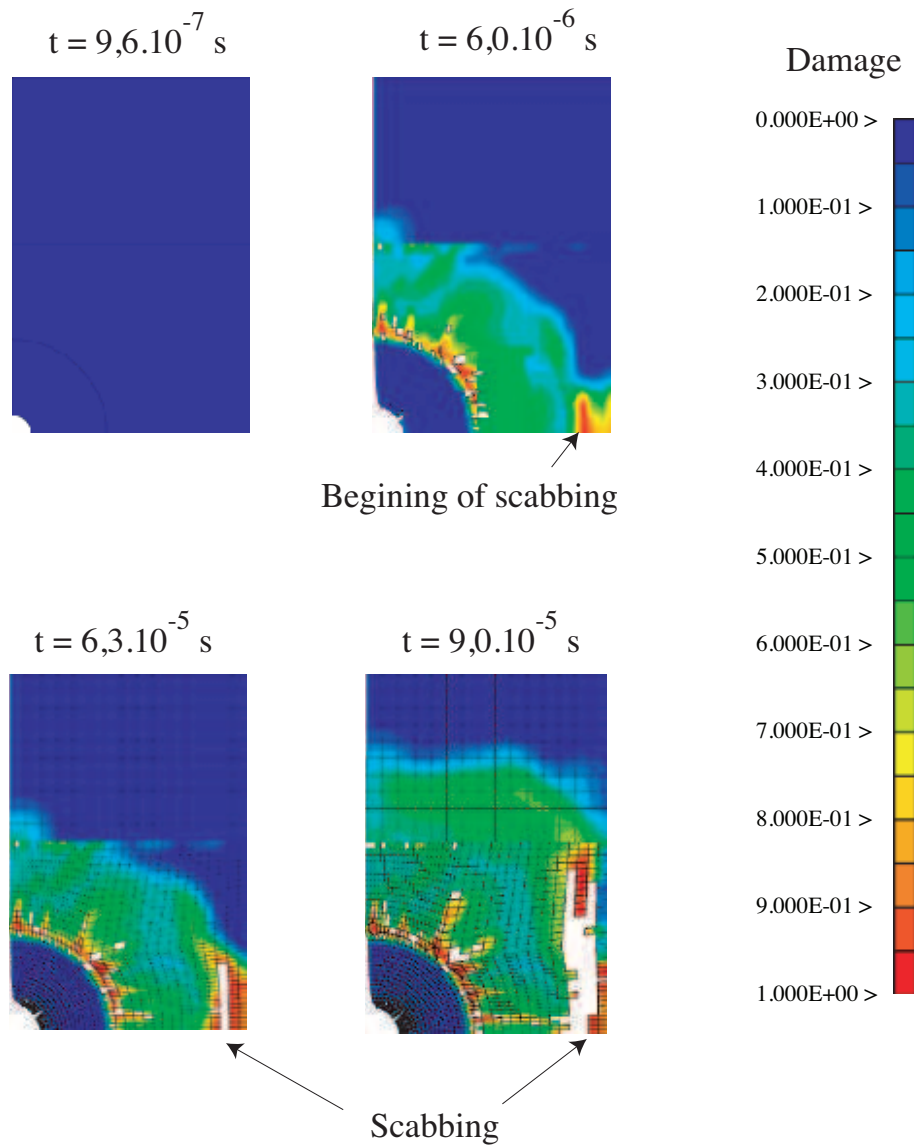 t = 9,6.10⁻⁷ s
t = 6,0.10⁻⁶ s
Damage
0.000E+00 >
1.000E-01 >
2.000E-01 >
3.000E-01 >
4.000E-01 >
5.000E-01 >
6.000E-01 >
7.000E-01 >
8.000E-01 >
9.000E-01 >
1.000E+00 >
Begining of scabbing
t = 6,3.10⁻⁵ s
t = 9,0.10⁻⁵ s
Scabbing